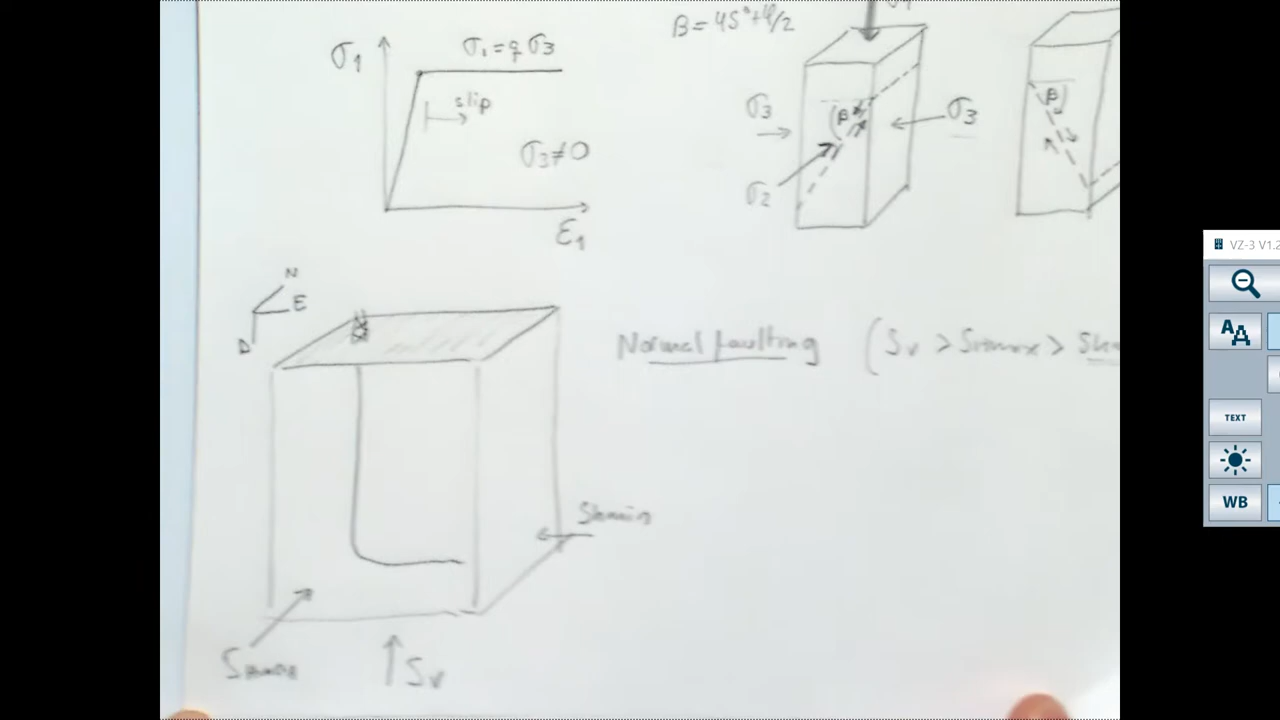 β = 45° + φ/2
σ1
σ1 = q σ3
slip
σ3 ≠ 0
ε1
σ3
β
σ3
σ2
β
N
E
D
Normal faulting (Sv > SHmax >
Shmin
SHmax
Sv
VZ-3 V1.2
AA
TEXT
WB